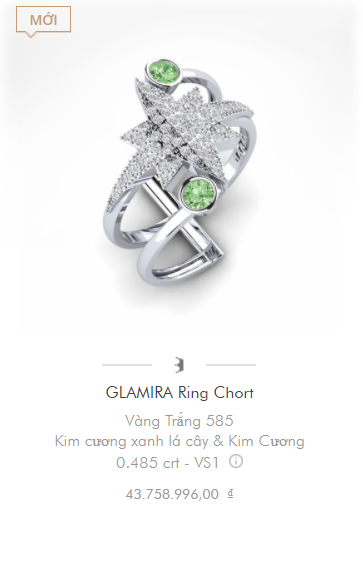 MỚI
GLAMIRA Ring Chort
Vàng Trắng 585
Kim cương xanh lá cây & Kim Cương
0.485 crt - VS1
43.758.996,00 ₫